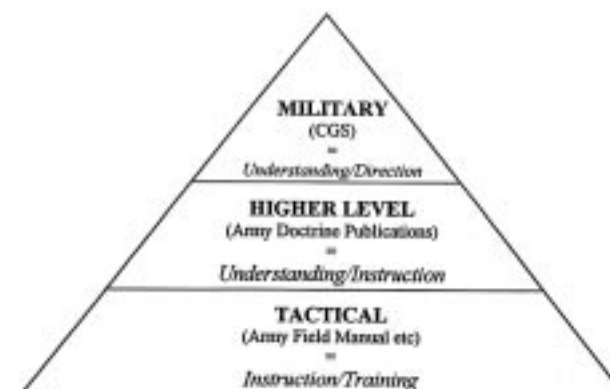 MILITARY
(CGS)
=
Understanding/Direction
HIGHER LEVEL
(Army Doctrine Publications)
=
Understanding/Instruction
TACTICAL
(Army Field Manual etc)
=
Instruction/Training